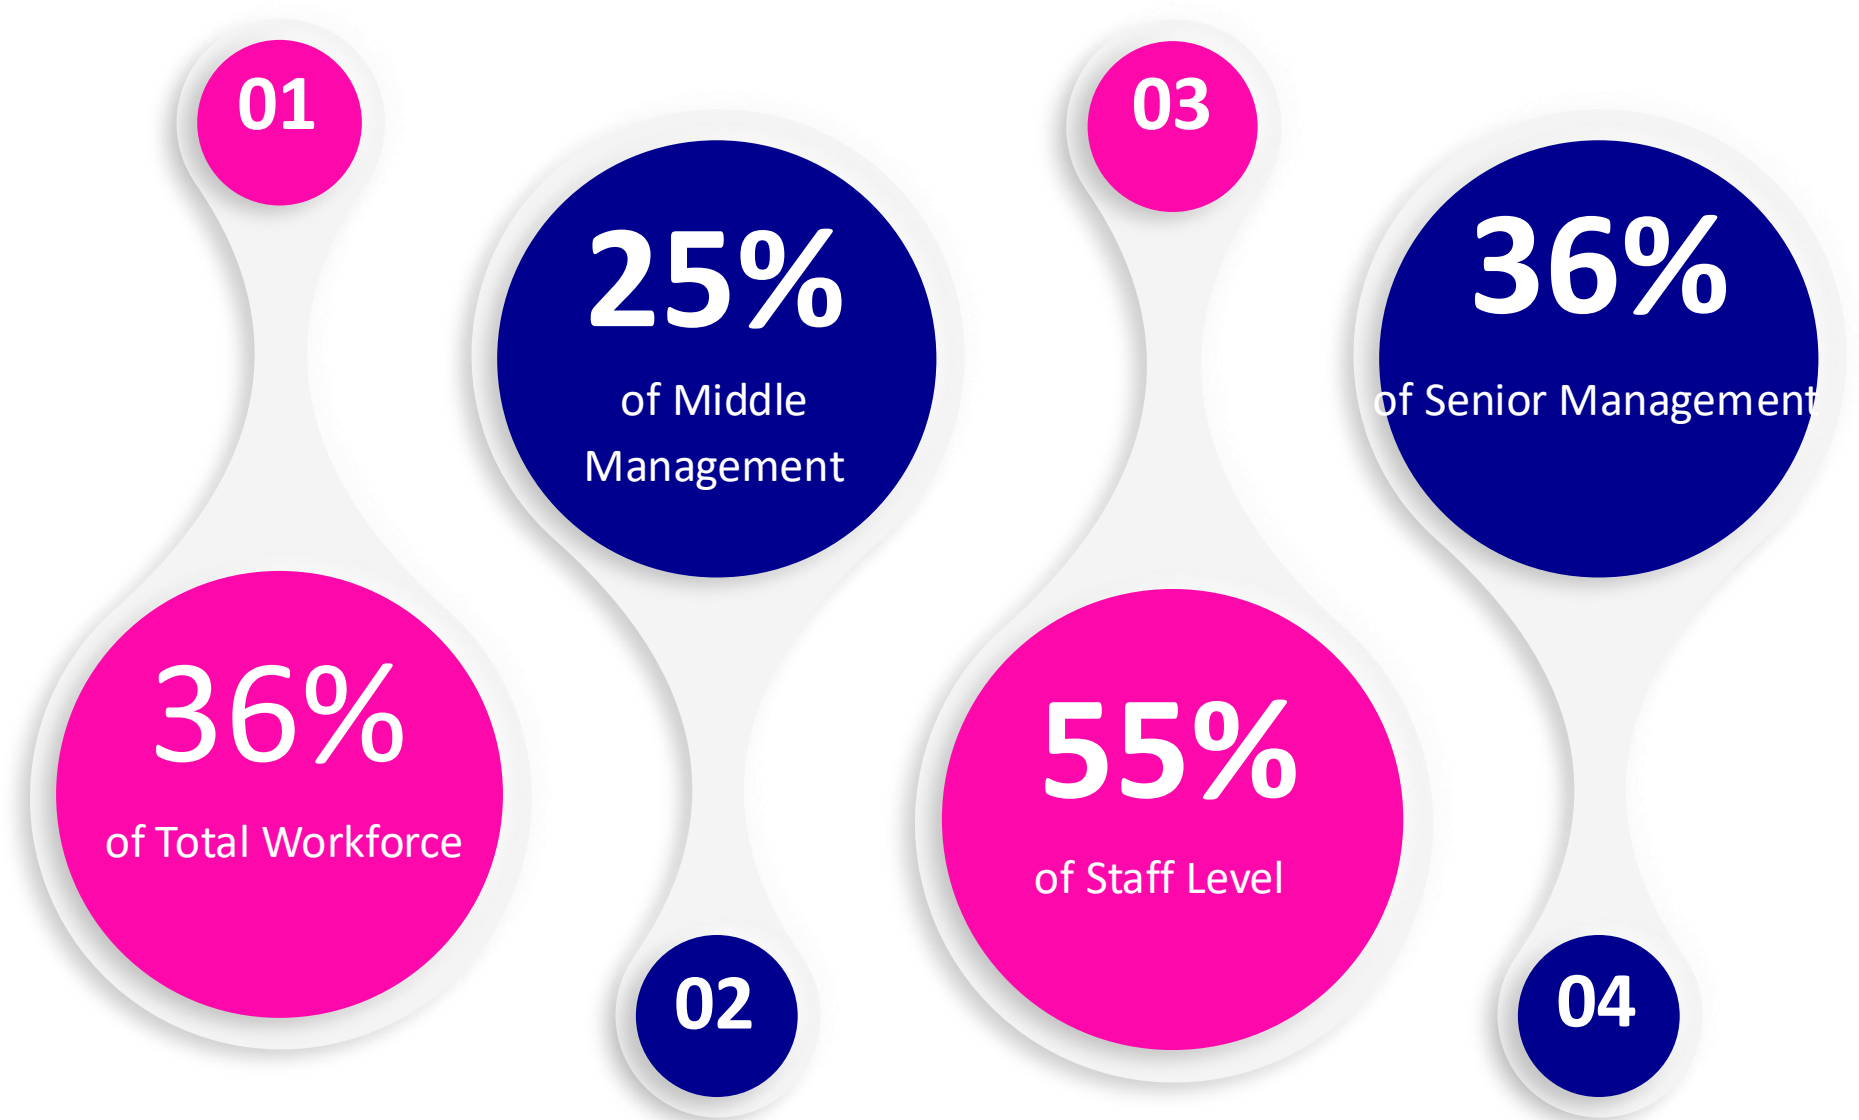 01
36%
of Total Workforce
25%
of Middle
Management
02
03
55%
of Staff Level
36%
of Senior Management
04